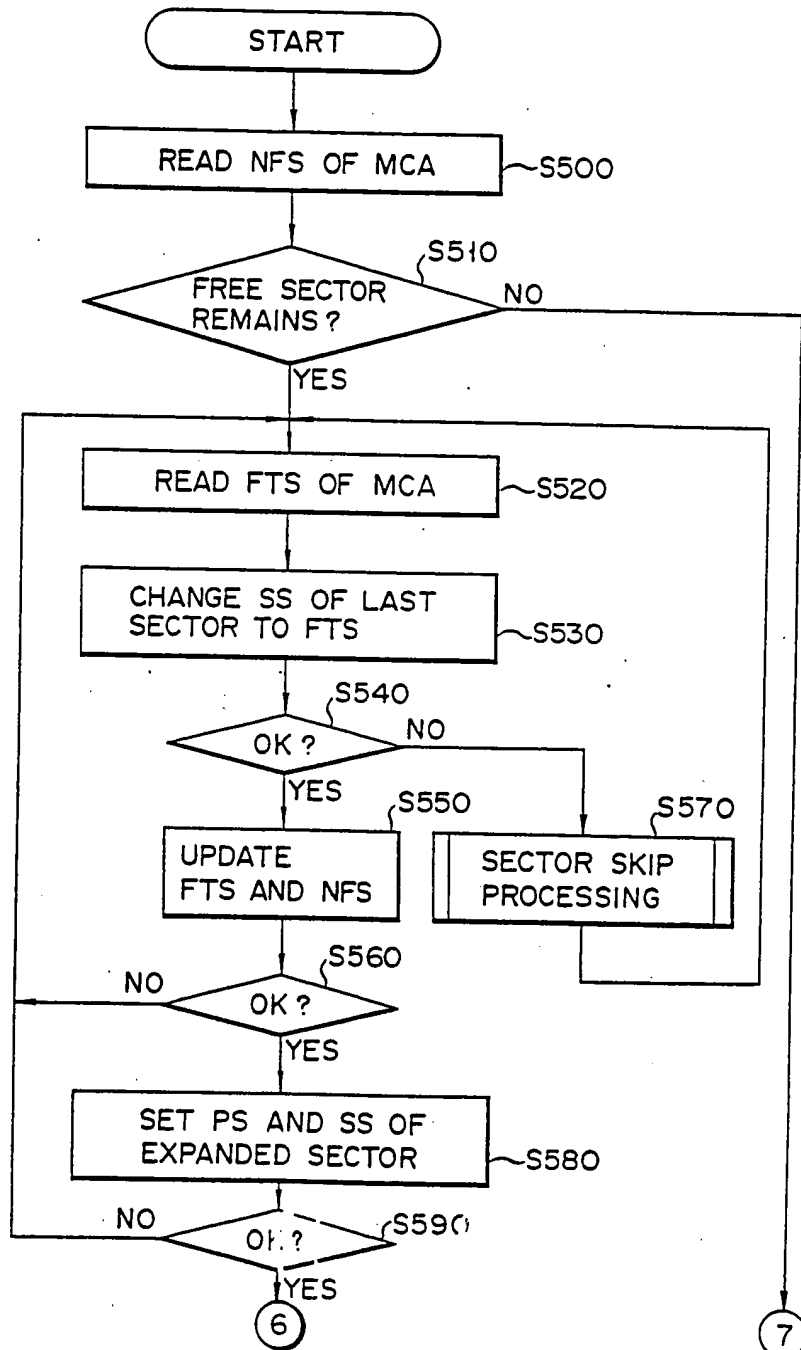 START
READ NFS OF MCA
S500
S510
FREE SECTOR
REMAINS?
NO
YES
READ FTS OF MCA
S520
CHANGE SS OF LAST
SECTOR TO FTS
S530
S540
OK?
NO
YES
S550
UPDATE
FTS AND NFS
S570
SECTOR SKIP
PROCESSING
S560
NO
OK?
YES
SET PS AND SS OF
EXPANDED SECTOR
S580
NO
S590
OK?
YES
6
7